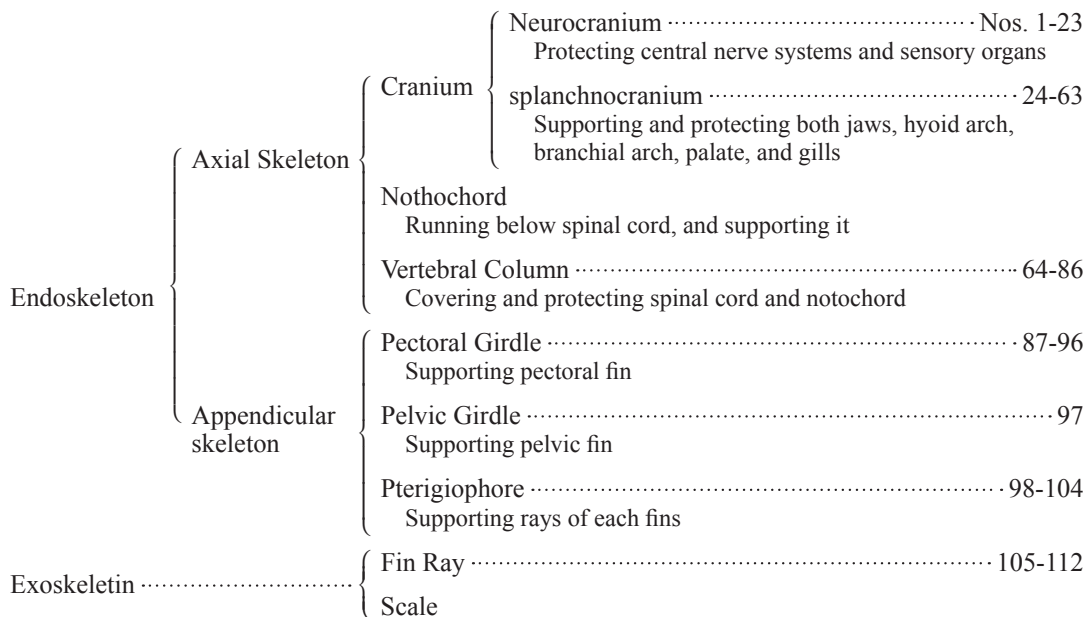 Neurocranium ································ Nos. 1-23
Protecting central nerve systems and sensory organs
Cranium
splanchnocranium ································ 24-63
Supporting and protecting both jaws, hyoid arch,
branchial arch, palate, and gills
Axial Skeleton
Nothochord
Running below spinal cord, and supporting it
Vertebral Column ································ 64-86
Covering and protecting spinal cord and notochord
Endoskeleton
Pectoral Girdle ································ 87-96
Supporting pectoral fin
Appendicular
skeleton
Pelvic Girdle ································ 97
Supporting pelvic fin
Pterigiophore ································ 98-104
Supporting rays of each fins
Exoskeletin ································
Fin Ray ································ 105-112
Scale